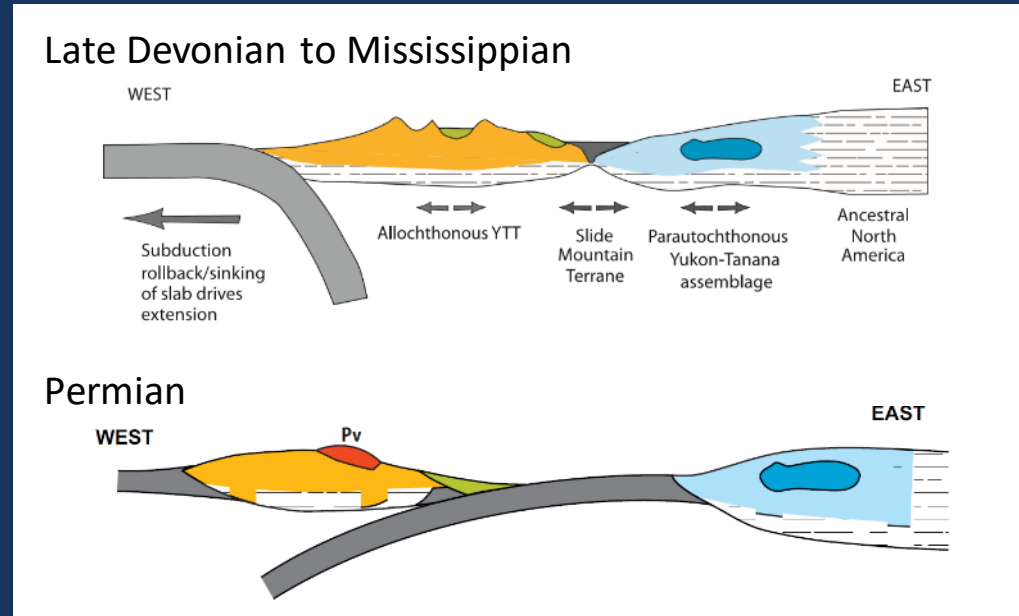 Late Devonian to Mississippian
WEST
EAST
Subduction
rollback/sinking
of slab drives
extension
Allochthonous YTT
Slide
Mountain
Terrane
Parautochthonous
Yukon-Tanana
assemblage
Ancestral
North
America
Permian
WEST
Pv
EAST